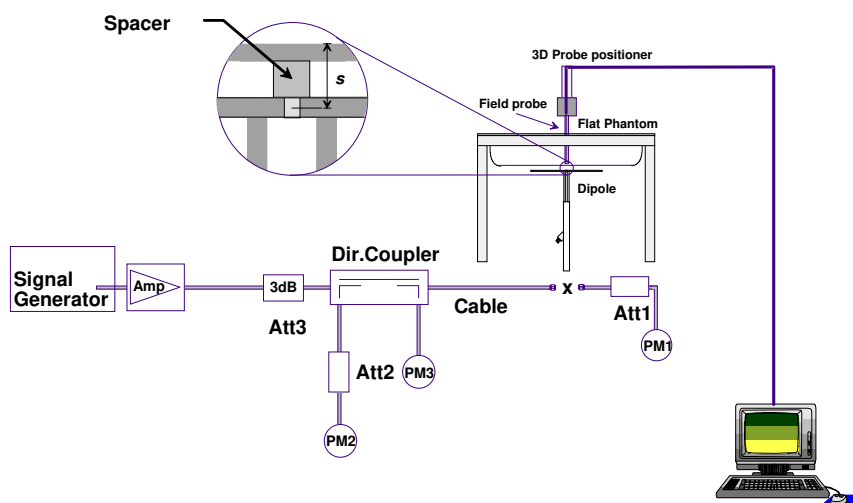 Spacer
s
3D Probe positioner
Field probe
Flat Phantom
Dipole
Signal
Generator
Amp
3dB
Att3
Dir.Coupler
Cable
x
Att1
PM1
Att2
PM3
PM2